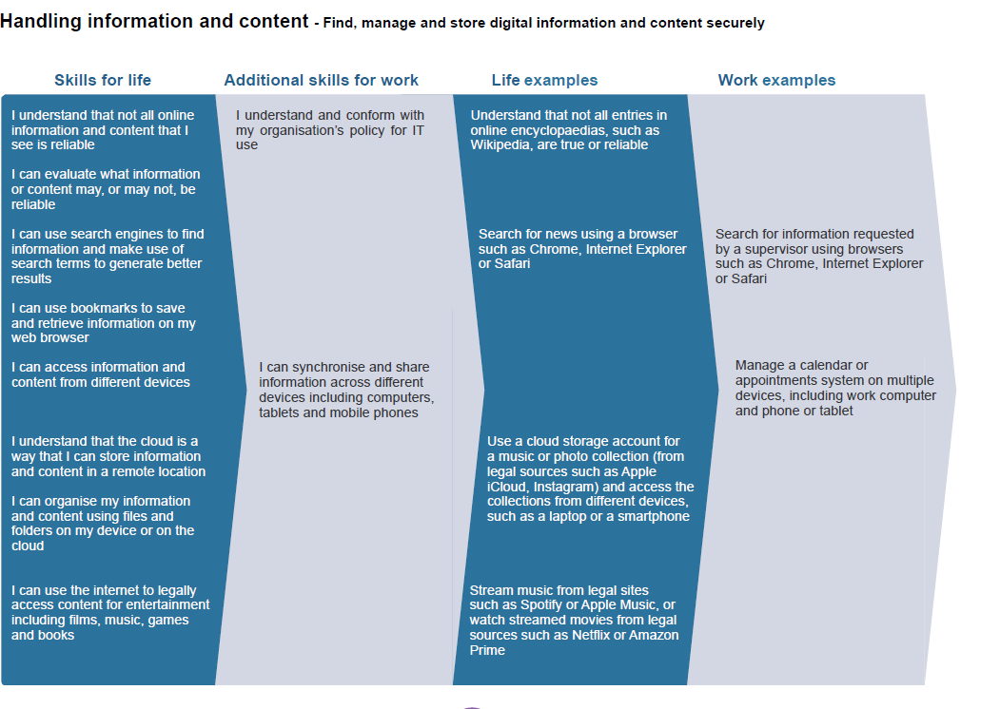 Handling information and content - Find, manage and store digital information and content securely
Skills for life
Additional skills for work
Life examples
Work examples
I understand that not all online
information and content that I
see is reliable
I can evaluate what information
or content may, or may not, be
reliable
I can use search engines to find
information and make use of
search terms to generate better
results
I can use bookmarks to save
and retrieve information on my
web browser
I can access information and
content from different devices
I understand that the cloud is a
way that I can store information
and content in a remote location
I can organise my information
and content using files and
folders on my device or on the
cloud
I can use the internet to legally
access content for entertainment
including films, music, games
and books
I understand and conform with
my organisation's policy for IT
use
I can synchronise and share
information across different
devices including computers,
tablets and mobile phones
Understand that not all entries in
online encyclopaedias, such as
Wikipedia, are true or reliable
Search for news using a browser
such as Chrome, Internet Explorer
or Safari
Use a cloud storage account for
a music or photo collection (from
legal sources such as Apple
iCloud, Instagram) and access the
collections from different devices,
such as a laptop or a smartphone
Stream music from legal sites
such as Spotify or Apple Music, or
watch streamed movies from legal
sources such as Netflix or Amazon
Prime
Search for information requested
by a supervisor using browsers
such as Chrome, Internet Explorer
or Safari
Manage a calendar or
appointments system on multiple
devices, including work computer
and phone or tablet